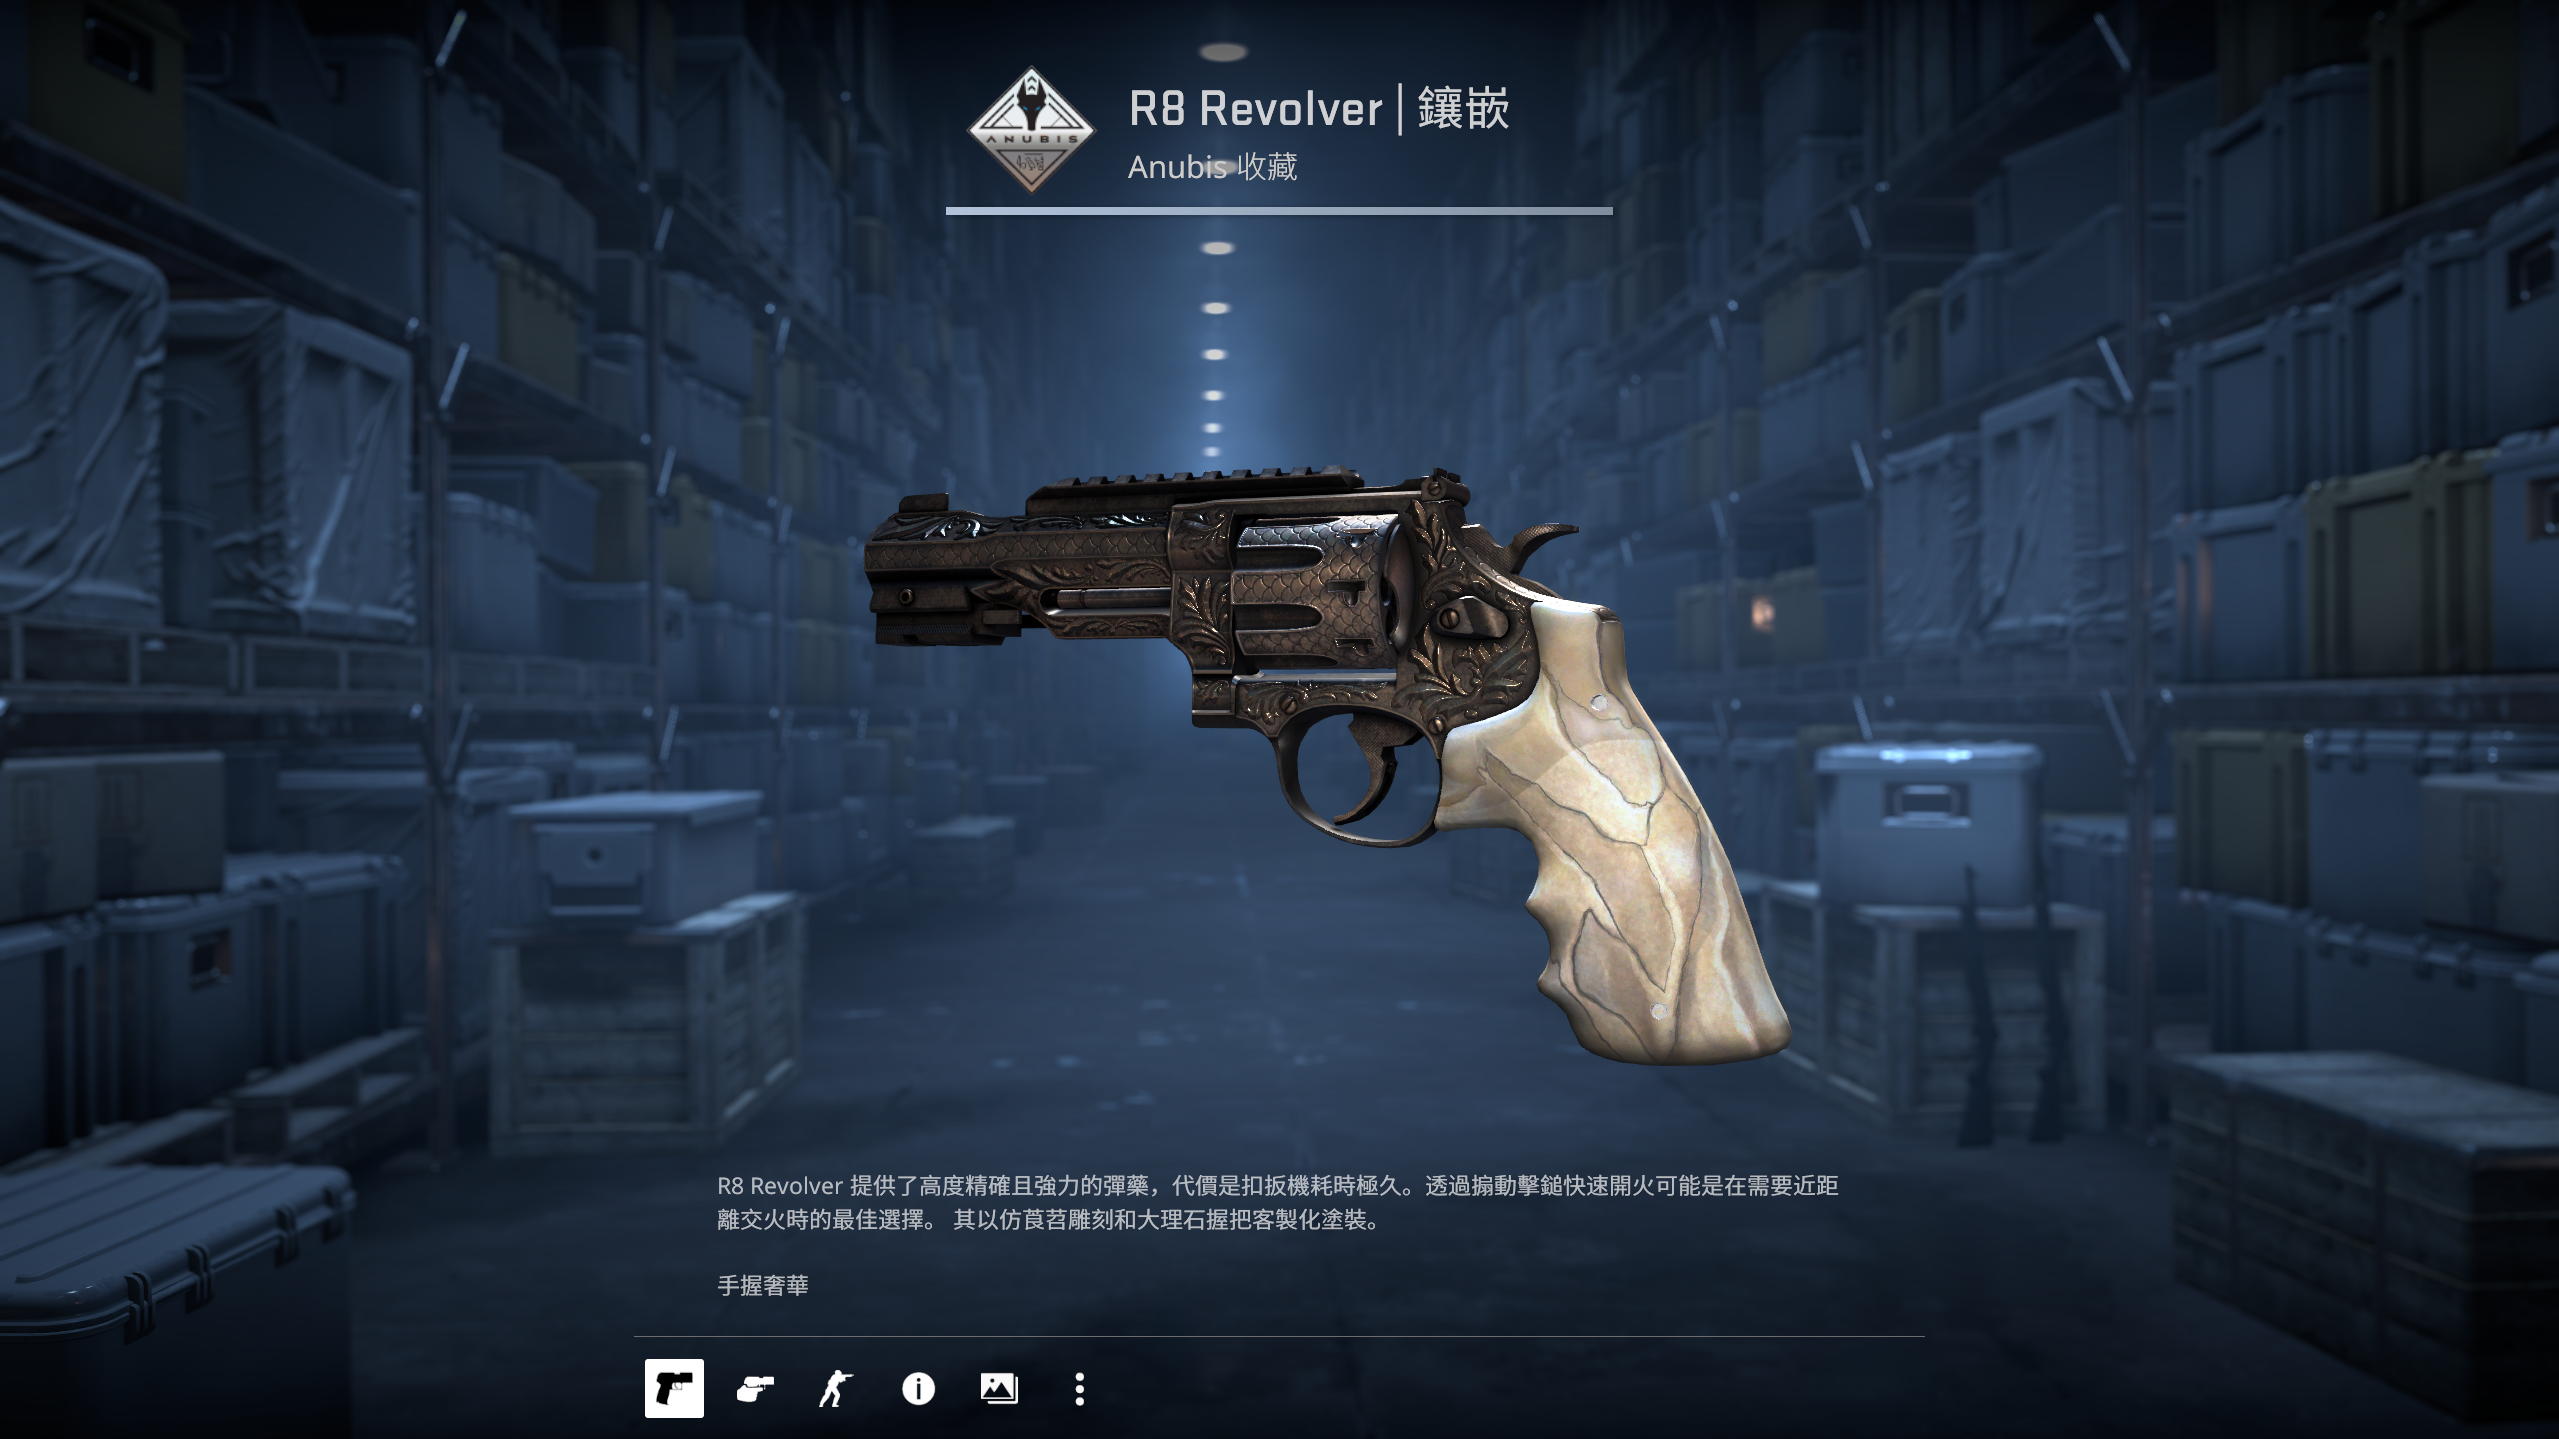 R8 Revolver | 鑲嵌
Anubis 收藏
ANUBIS
R8 Revolver 提供了高度精確且強力的彈藥，代價是扣扳機耗時極久。透過搧動擊鎚快速開火可能是在需要近距
離交火時的最佳選擇。 其以仿莨苕雕刻和大理石握把客製化塗裝。
手握奢華